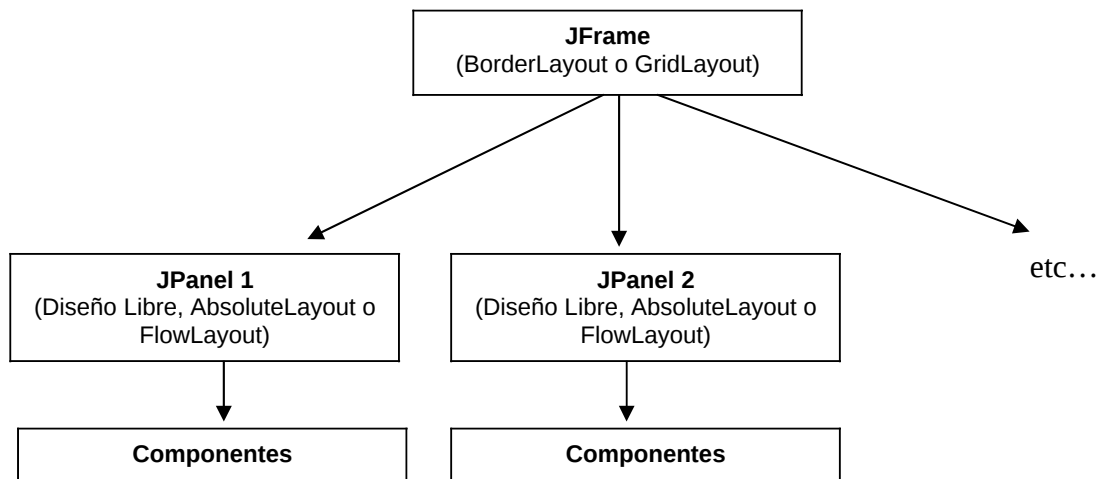 JFrame
(BorderLayout o GridLayout)
etc…
JPanel 1
(Diseño Libre, AbsoluteLayout o
FlowLayout)
JPanel 2
(Diseño Libre, AbsoluteLayout o
FlowLayout)
Componentes
Componentes